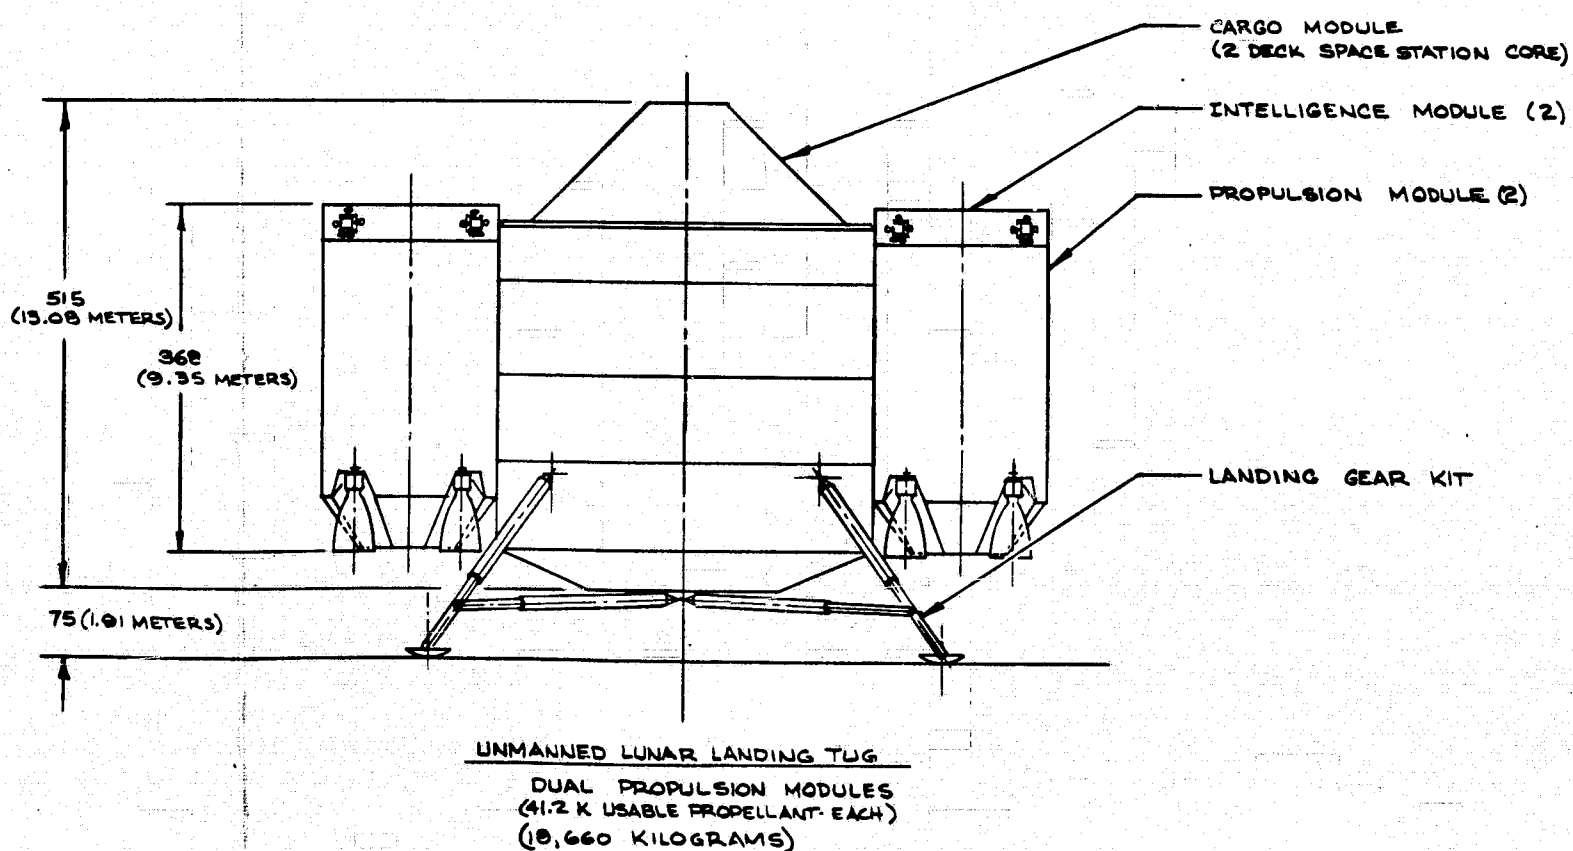 CARGO MODULE
(2 DECK SPACE STATION CORE)
INTELLIGENCE MODULE (2)
PROPULSION MODULE (2)
515
(13.08 METERS)
368
(9.35 METERS)
LANDING GEAR KIT
75 (1.91 METERS)
UNMANNED LUNAR LANDING TUG
DUAL PROPULSION MODULES
(41.2 K USABLE PROPELLANT EACH)
(18,660 KILOGRAMS)